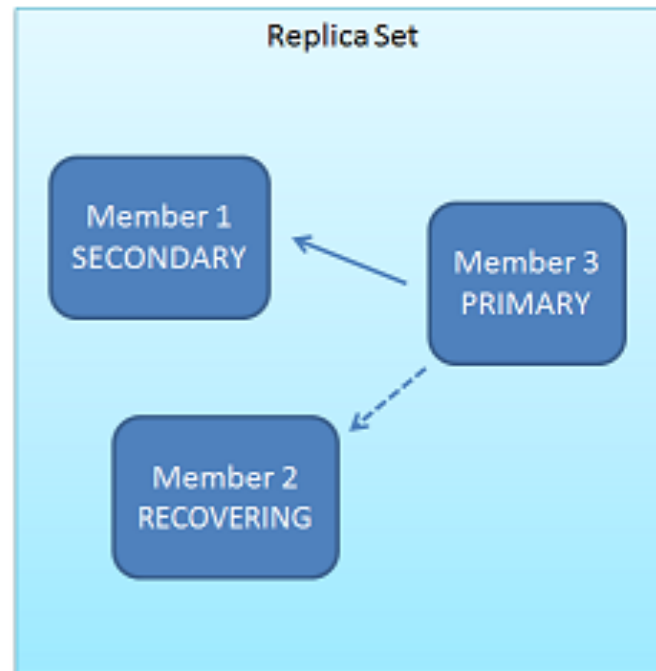 Replica Set
Member 1
SECONDARY
Member 3
PRIMARY
Member 2
RECOVERING